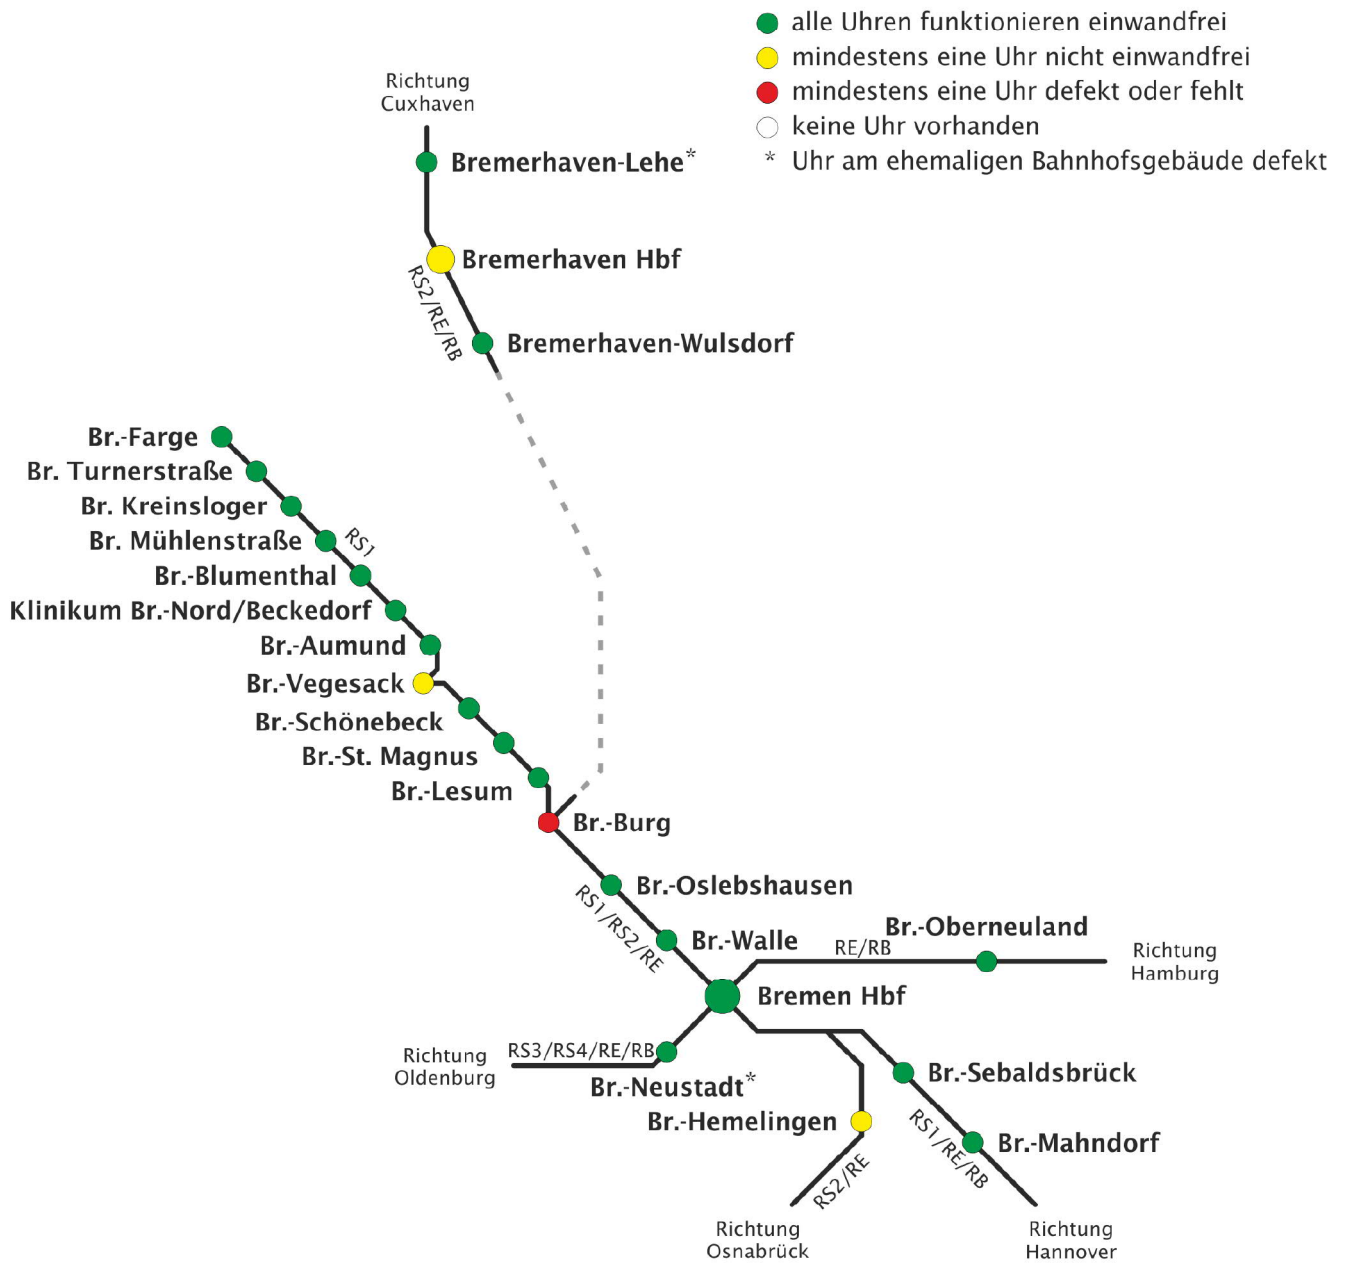 alle Uhren funktionieren einwandfrei
mindestens eine Uhr nicht einwandfrei
mindestens eine Uhr defekt oder fehlt
keine Uhr vorhanden
* Uhr am ehemaligen Bahnhofsgebäude defekt
Richtung
Cuxhaven
Bremerhaven-Lehe*
Bremerhaven Hbf
RS2/RE/RB
Bremerhaven-Wulsdorf
Br.-Farge
Br. Turnerstraße
Br. Kreinsloger
Br. Mühlenstraße
RS1
Br.-Blumenthal
Klinikum Br.-Nord/Beckedorf
Br.-Aumund
Br.-Vegesack
Br.-Schönebeck
Br.-St. Magnus
Br.-Lesum
Br.-Burg
Br.-Oslebshausen
RS1/RS2/RE
Br.-Walle
Br.-Oberneuland
RE/RB
Richtung
Hamburg
Bremen Hbf
RS3/RS4/RE/RB
Richtung
Oldenburg
Br.-Neustadt*
Br.-Sebaldsbrück
Br.-Hemelingen
RS1/RE/RB
Br.-Mahndorf
RS2/RE
Richtung
Osnabrück
Richtung
Hannover